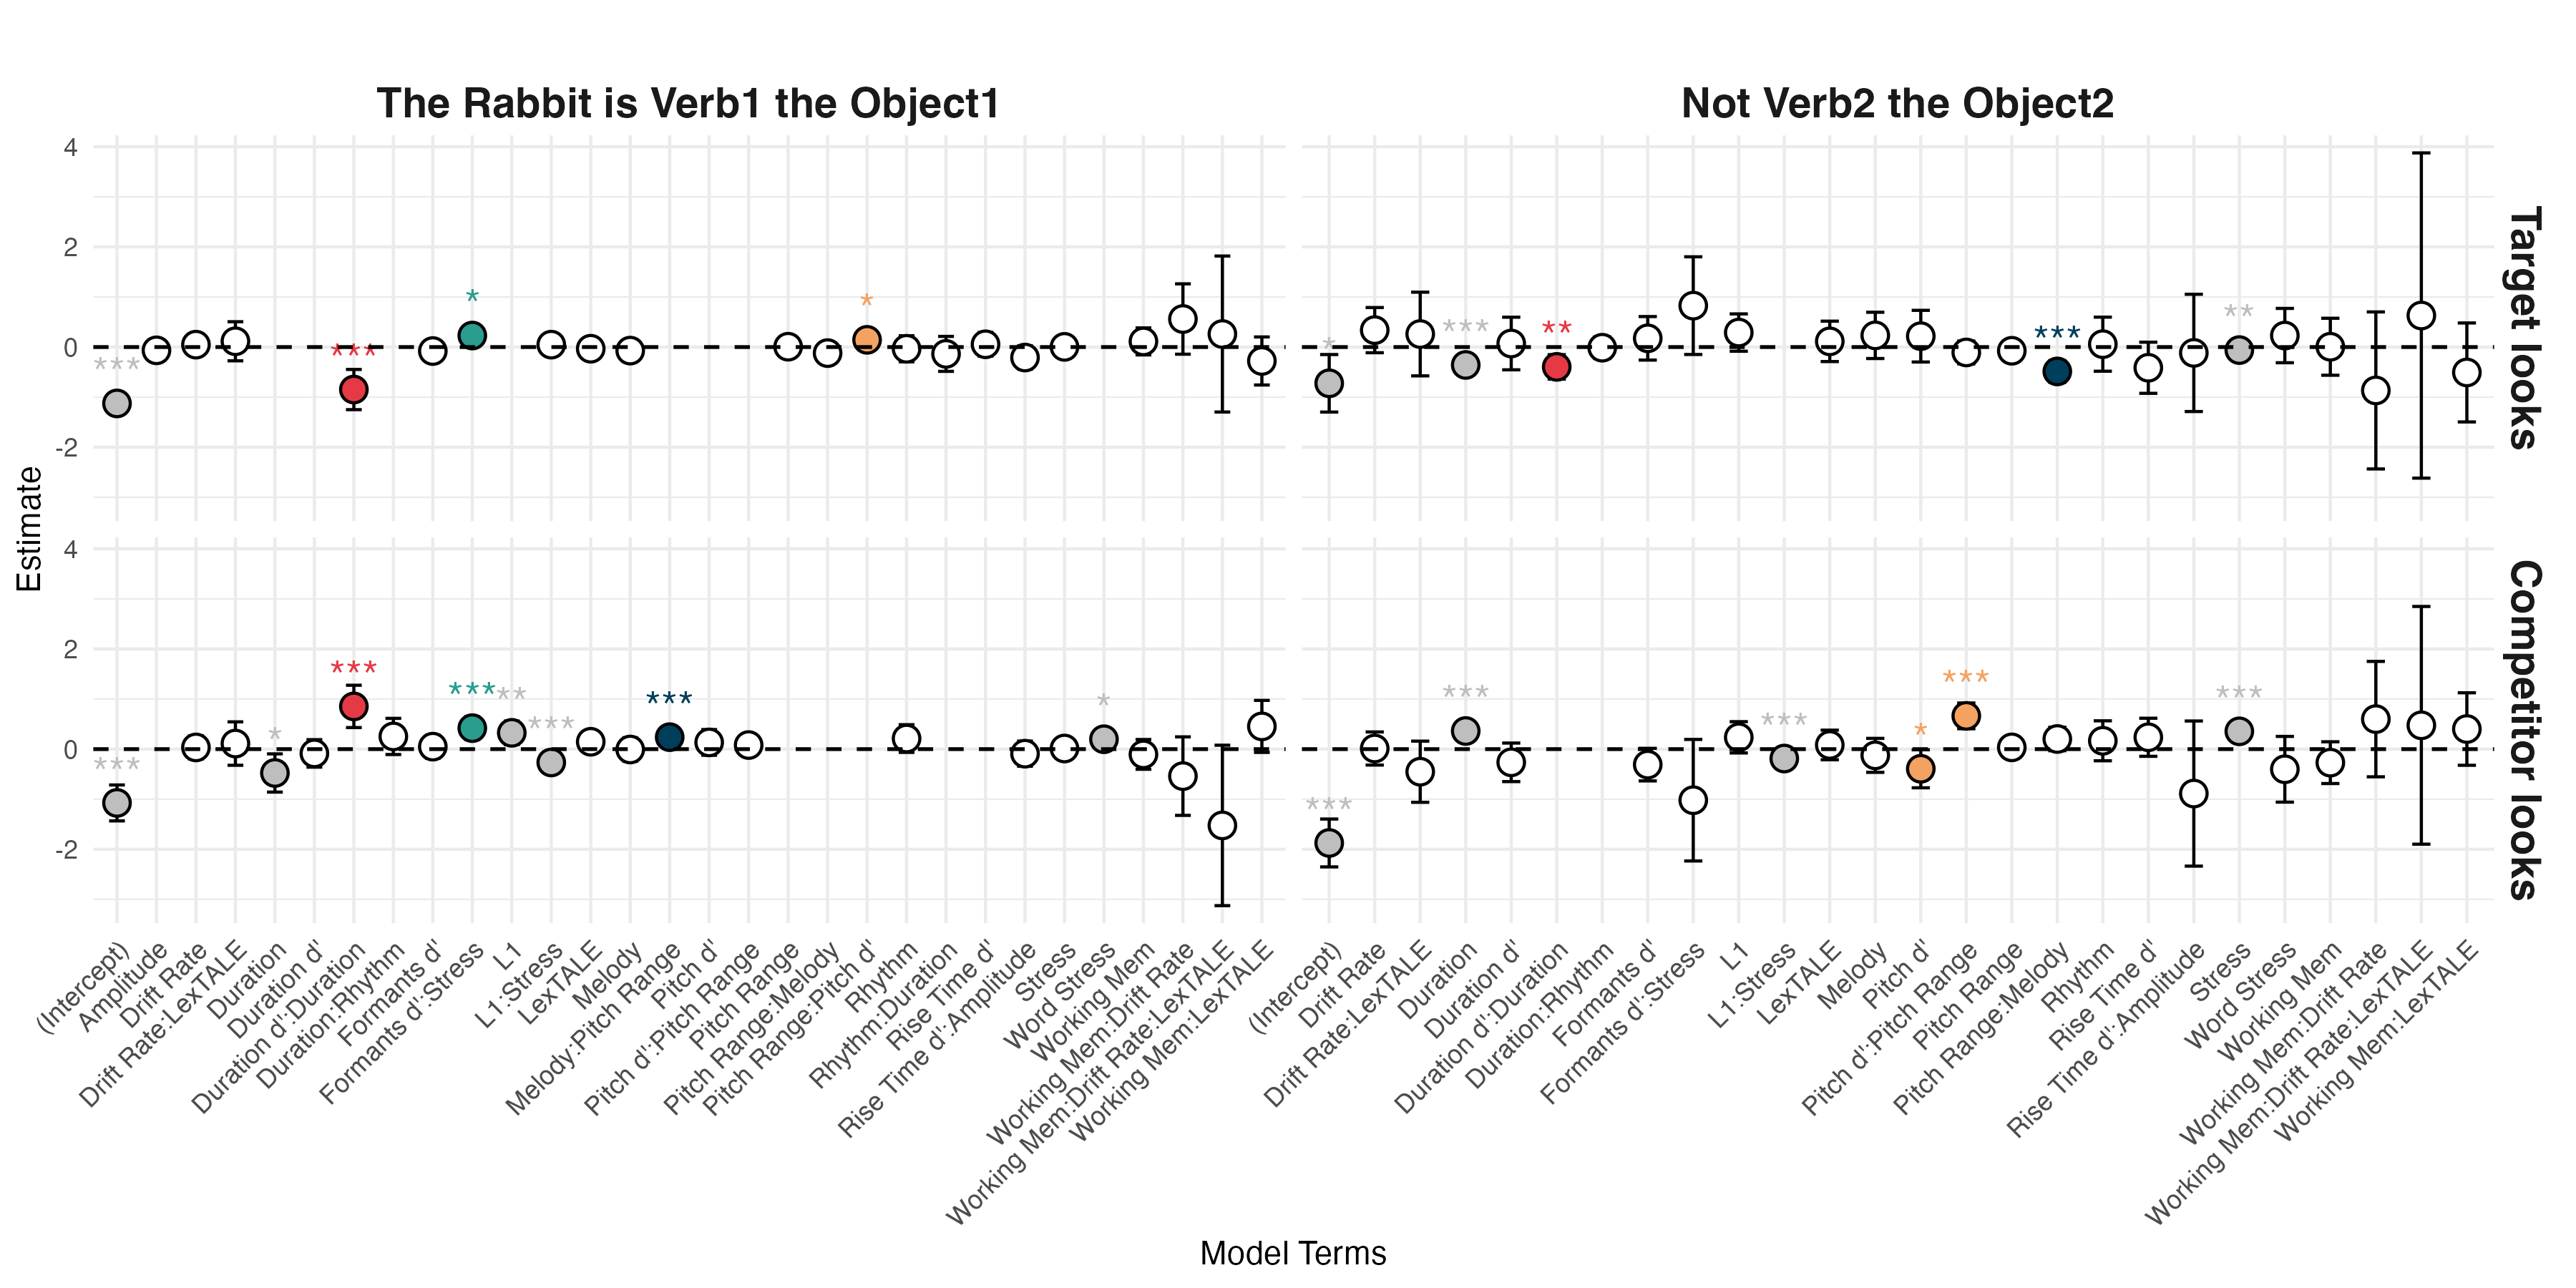 The Rabbit is Verb1 the Object1
Not Verb2 the Object2
4
2
0
-2
*** *** * *
* *** ** *** **
Target looks
Estimate
4
2
0
-2
*** * *** *** ** *** *** *
*** *** *** * *** ***
Competitor looks
(Intercept)
Amplitude
Drift Rate
Drift Rate:LexTALE
Duration
Duration d'
Duration d':Duration
Duration:Rhythm
Formants d'
Formants d':Stress
L1
L1:Stress
LexTALE
Melody
Melody:Pitch Range
Pitch d'
Pitch d':Pitch Range
Pitch Range
Pitch Range:Melody
Pitch Range:Pitch d'
Rhythm
Rhythm:Duration
Rise Time d'
Rise Time d':Amplitude
Stress
Word Stress
Working Mem
Working Mem:Drift Rate
Working Mem:Drift Rate:LexTALE
Working Mem:LexTALE
(Intercept)
Drift Rate
Drift Rate:LexTALE
Duration
Duration d'
Duration d':Duration
Duration:Rhythm
Formants d'
Formants d':Stress
L1
L1:Stress
LexTALE
Melody
Pitch d'
Pitch d':Pitch Range
Pitch Range
Pitch Range:Melody
Rhythm
Rise Time d'
Rise Time d':Amplitude
Stress
Word Stress
Working Mem
Working Mem:Drift Rate
Working Mem:Drift Rate:LexTALE
Working Mem:LexTALE
Model Terms